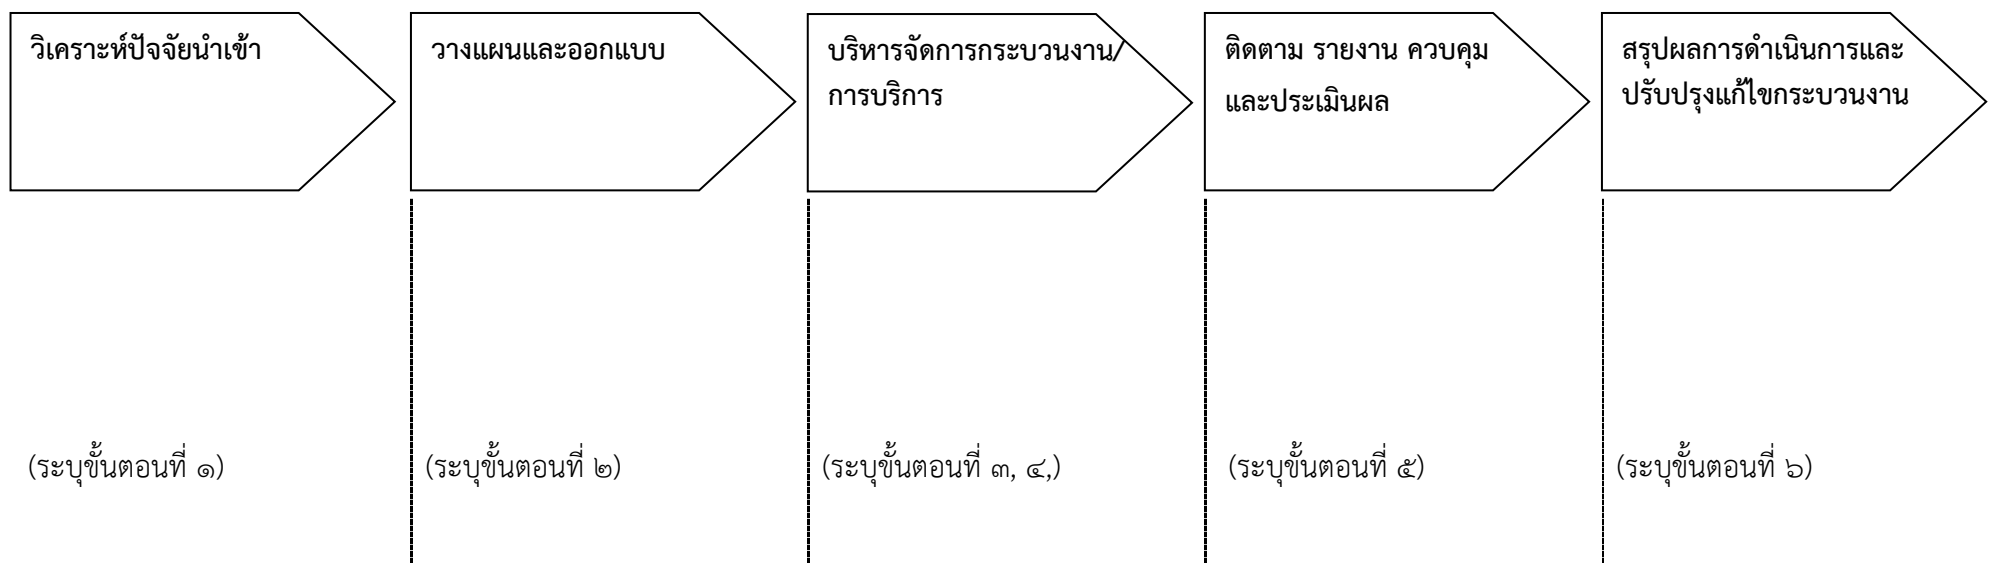 วิเคราะห์ปัจจัยนำเข้า
วางแผนและออกแบบ
บริหารจัดการกระบวนงาน/
การบริการ
ติดตาม รายงาน ควบคุม
และประเมินผล
สรุปผลการดำเนินการและ
ปรับปรุงแก้ไขกระบวนงาน
(ระบุขั้นตอนที่ ๑)
(ระบุขั้นตอนที่ ๒)
(ระบุขั้นตอนที่ ๓, ๔,)
(ระบุขั้นตอนที่ ๕)
(ระบุขั้นตอนที่ ๖)